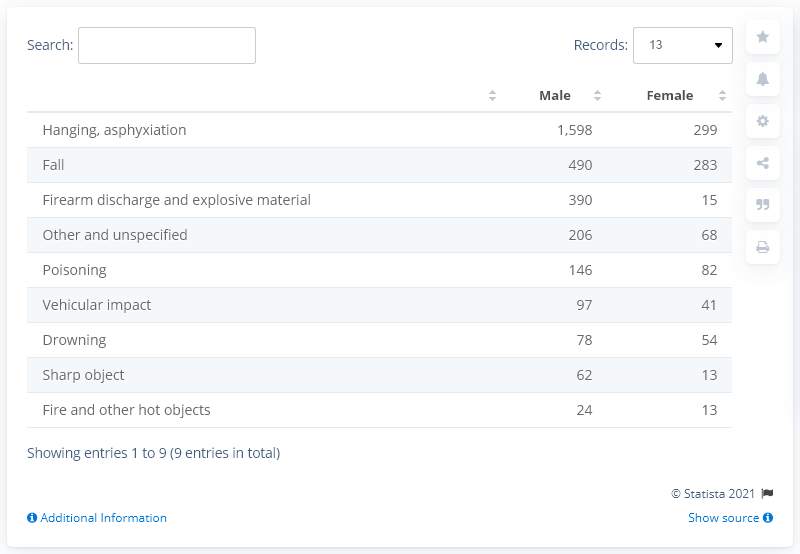 Search:
Records: 13
Male Female
Hanging, asphyxiation 1,598 299
Fall 490 283
Firearm discharge and explosive material 390 15
Other and unspecified 206 68
Poisoning 146 82
Vehicular impact 97 41
Drowning 78 54
Sharp object 62 13
Fire and other hot objects 24 13
Showing entries 1 to 9 (9 entries in total)
© Statista 2021
Additional Information
Show source